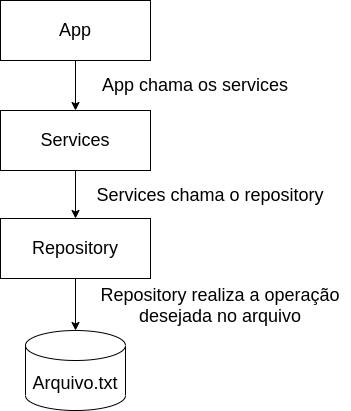 App
App chama os services
Services
Services chama o repository
Repository
Repository realiza a operação
desejada no arquivo
Arquivo.txt